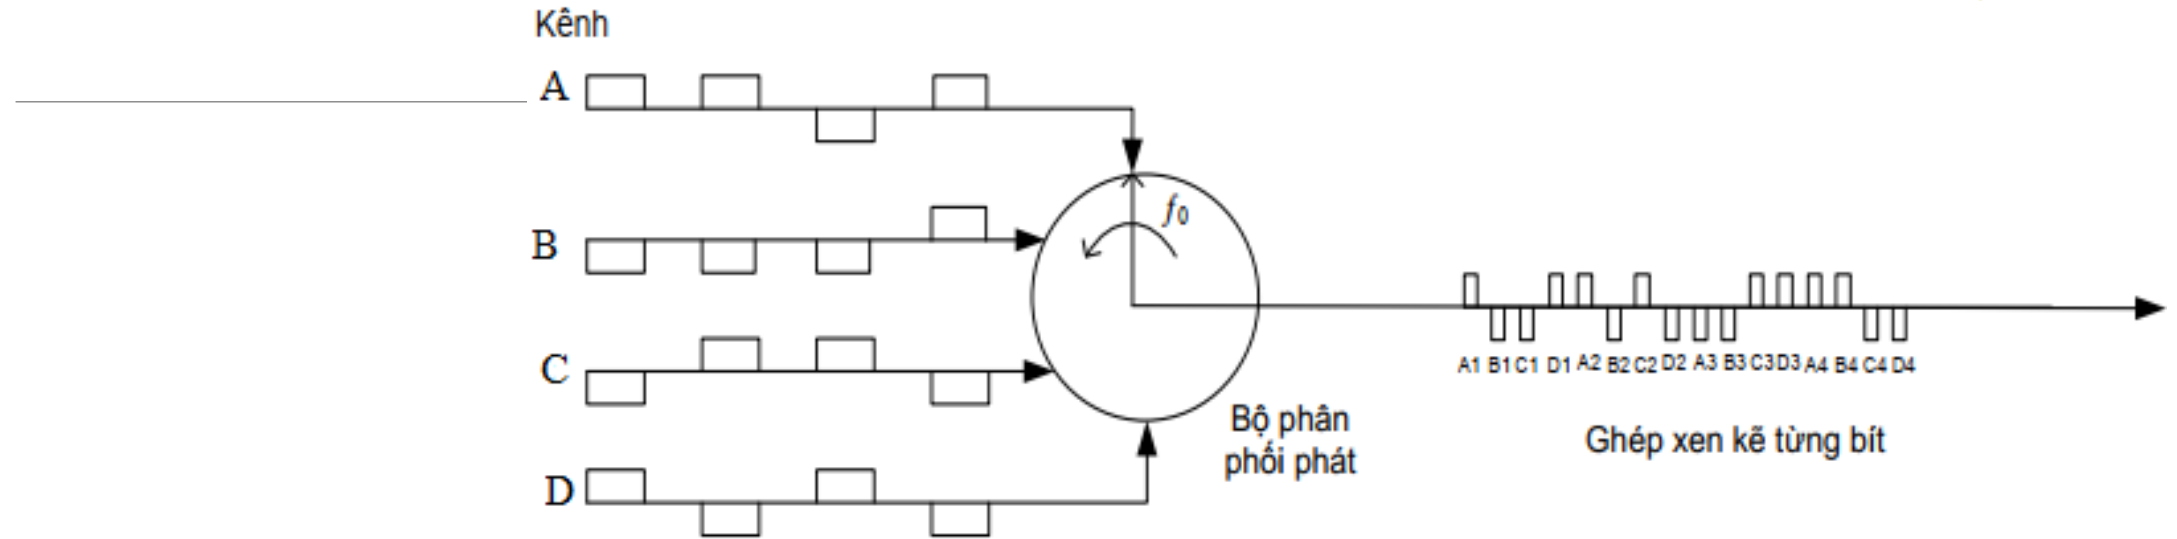 Kênh
A
B
C
D
f0
Bộ phân
phối phát
A1 B1 C1 D1 A2 B2 C2 D2 A3 B3 C3 D3 A4 B4 C4 D4
Ghép xen kẽ từng bít